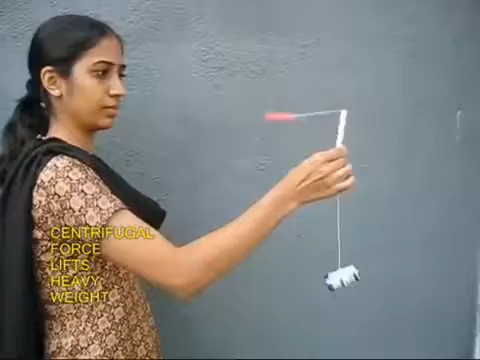 CENTRIFUGAL
FORCE
LIFTS
HEAVY
WEIGHT